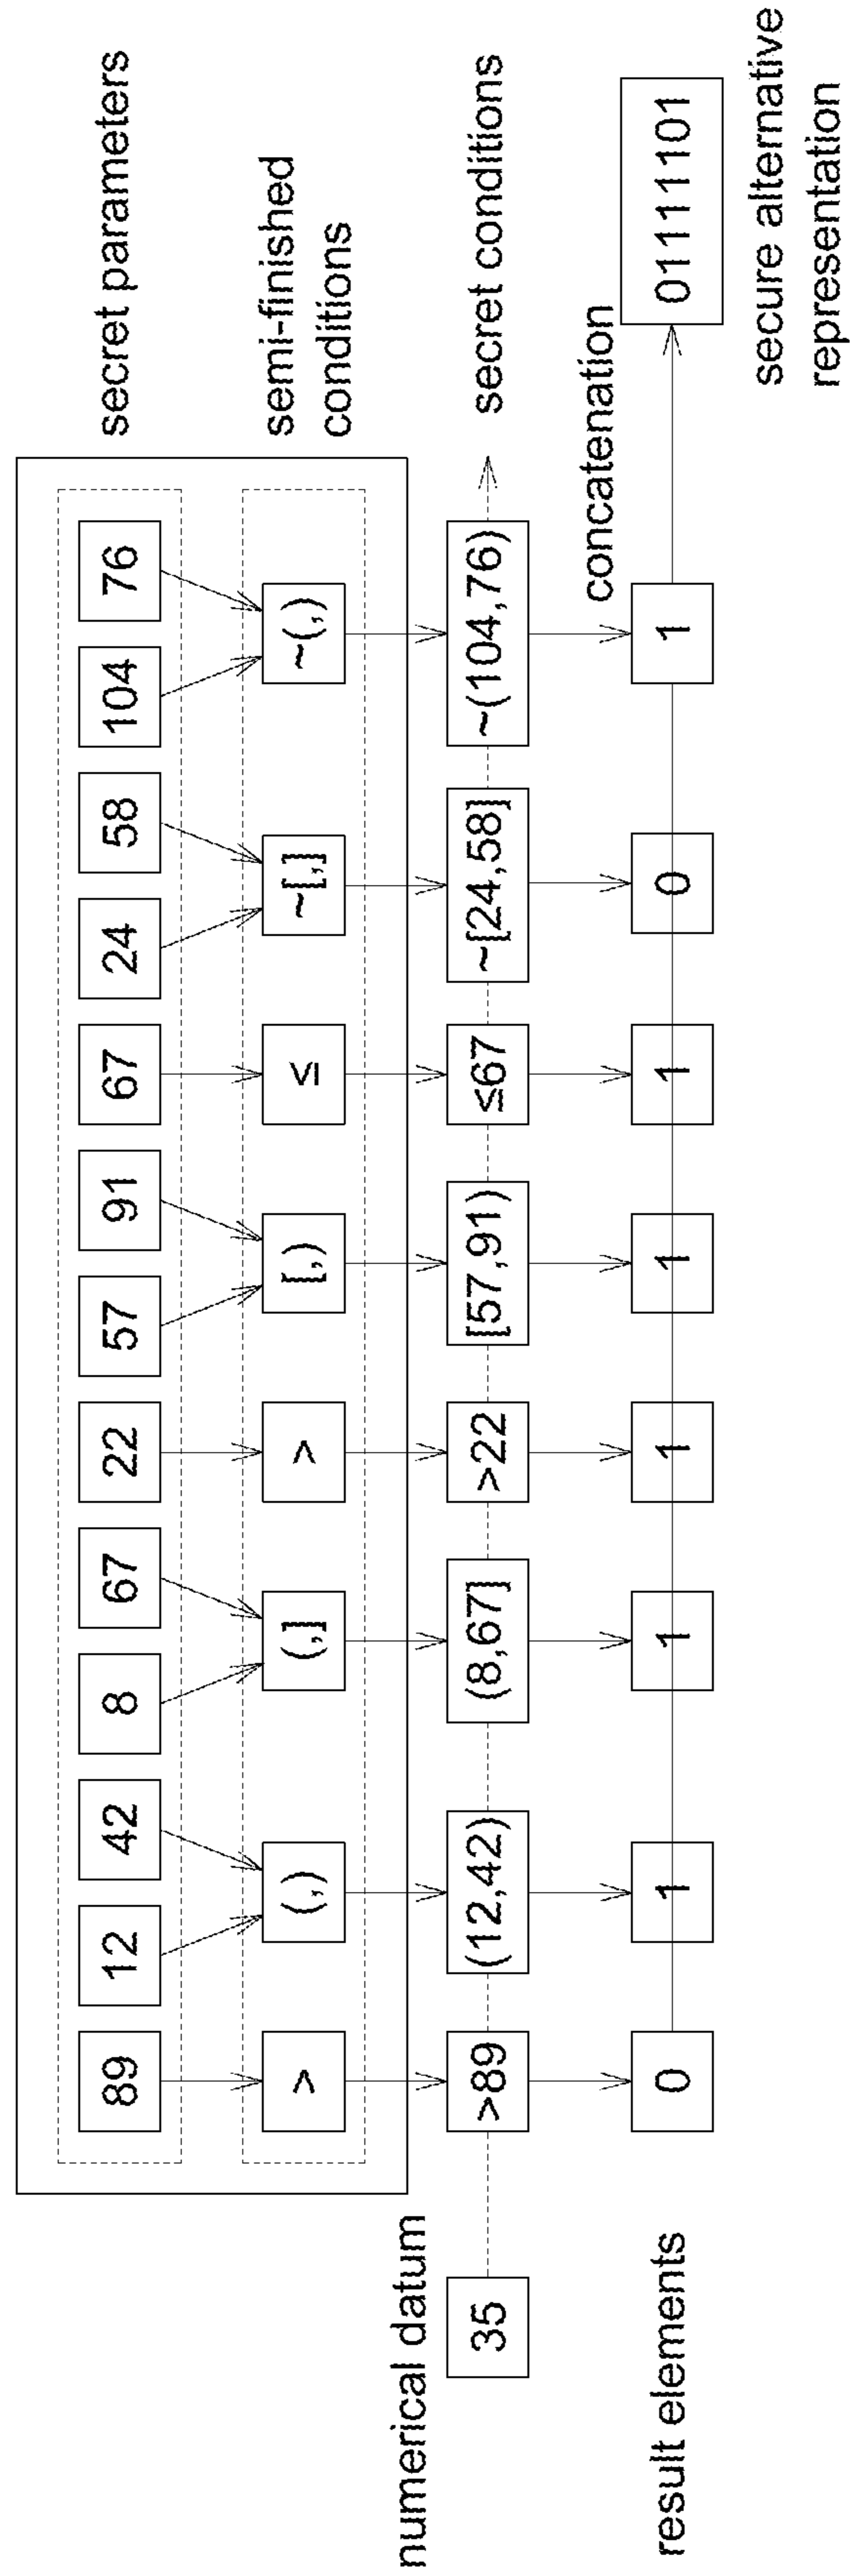 89 12 42 8 67 22 57 91 67 24 58 104 76
secret parameters
> (,) (,] > [,) ≤ ~[,] ~(,)
semi-finished
conditions
numerical datum
35 >89 (12,42) (8,67] >22 [57,91) ≤67 ~[24,58] ~(104,76)
secret conditions
concatenation
result elements
0 1 1 1 1 1 0 1
01111101
secure alternative
representation